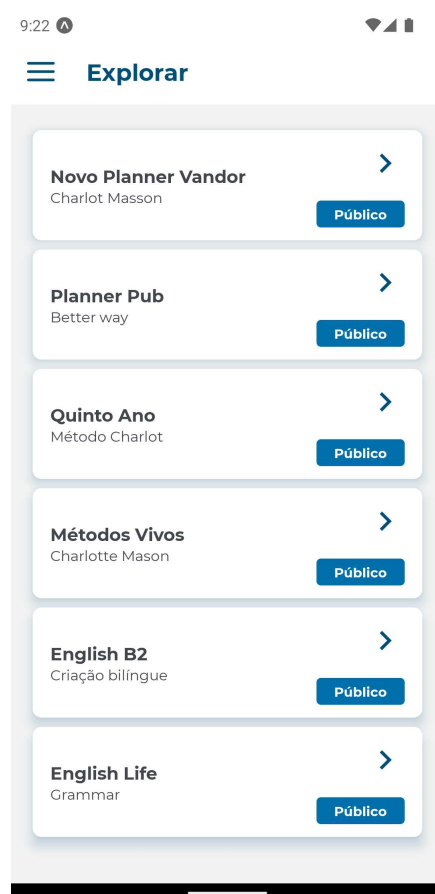 9:22
Explorar
Novo Planner Vandor
Charlot Masson
Público
Planner Pub
Better way
Público
Quinto Ano
Método Charlot
Público
Métodos Vivos
Charlotte Mason
Público
English B2
Criação bilíngue
Público
English Life
Grammar
Público